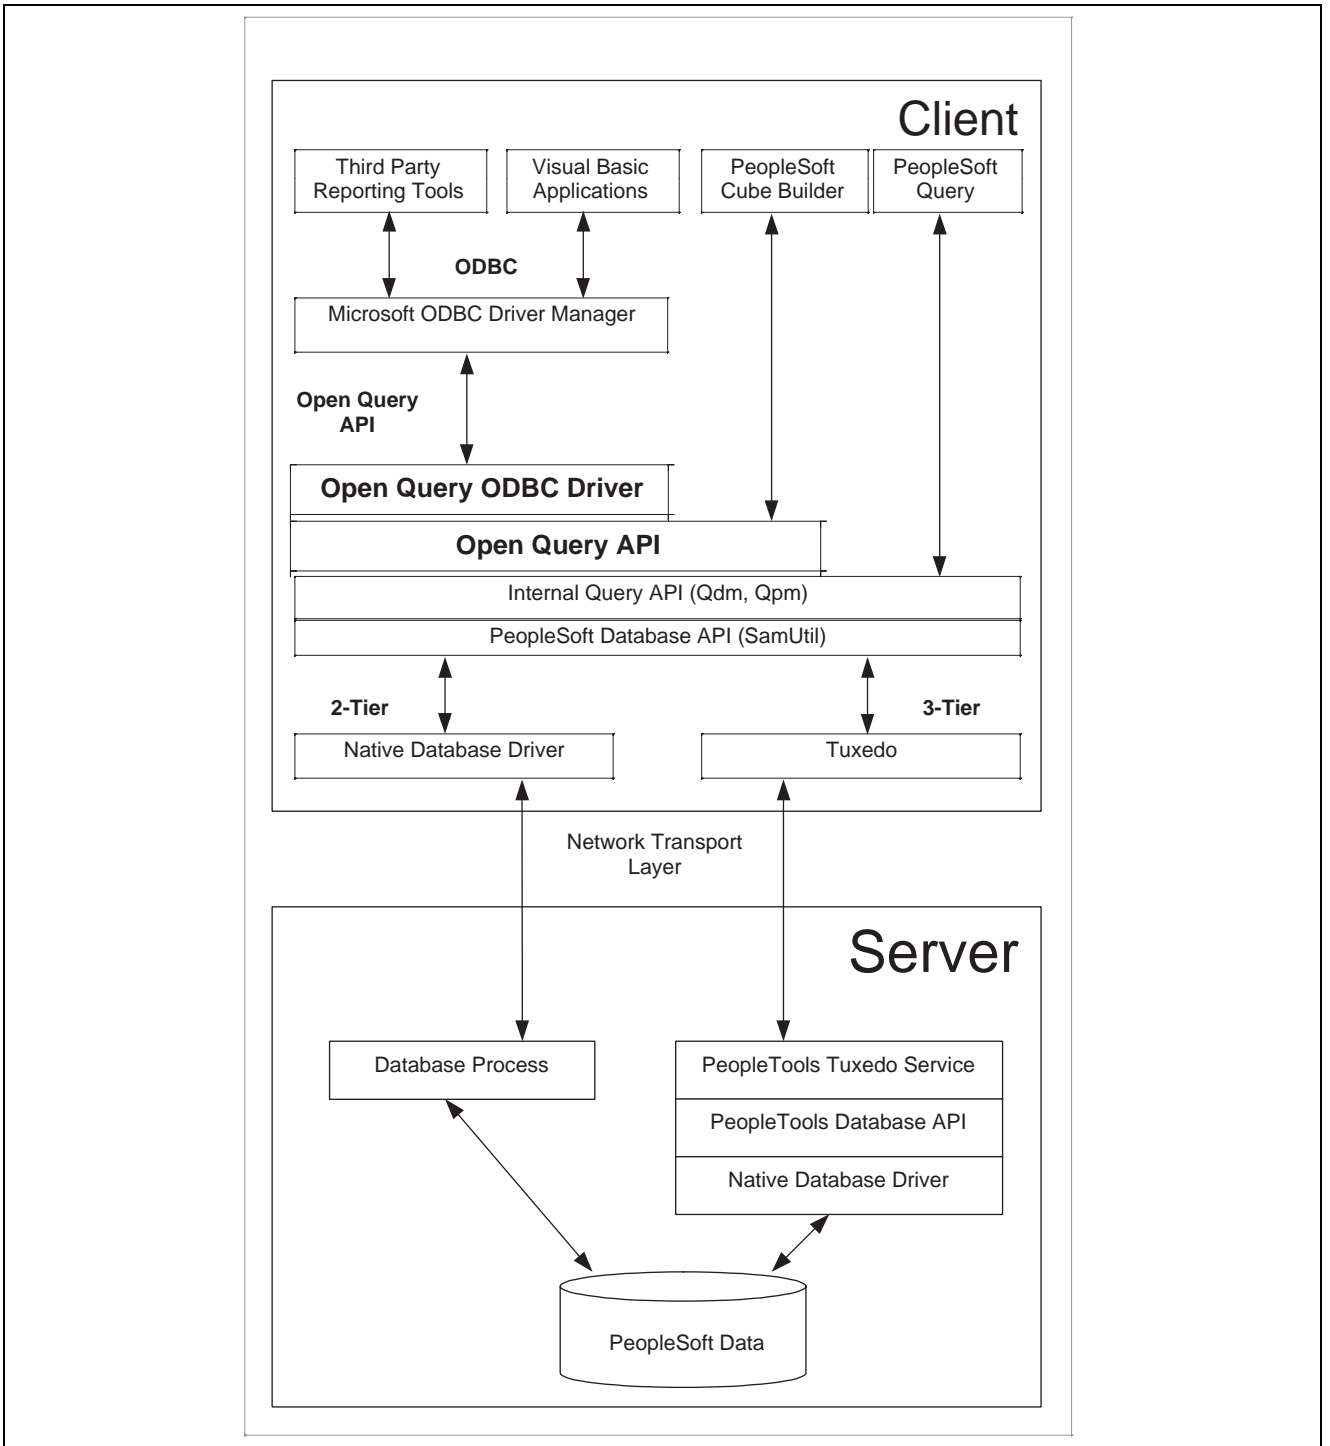 Client
Third Party
Reporting Tools
Visual Basic
Applications
PeopleSoft
Cube Builder
PeopleSoft
Query
ODBC
Microsoft ODBC Driver Manager
Open Query
API
Open Query ODBC Driver
Open Query API
Internal Query API (Qdm, Qpm)
PeopleSoft Database API (SamUtil)
2-Tier
3-Tier
Native Database Driver
Tuxedo
Network Transport
Layer
Server
Database Process
PeopleTools Tuxedo Service
PeopleTools Database API
Native Database Driver
PeopleSoft Data